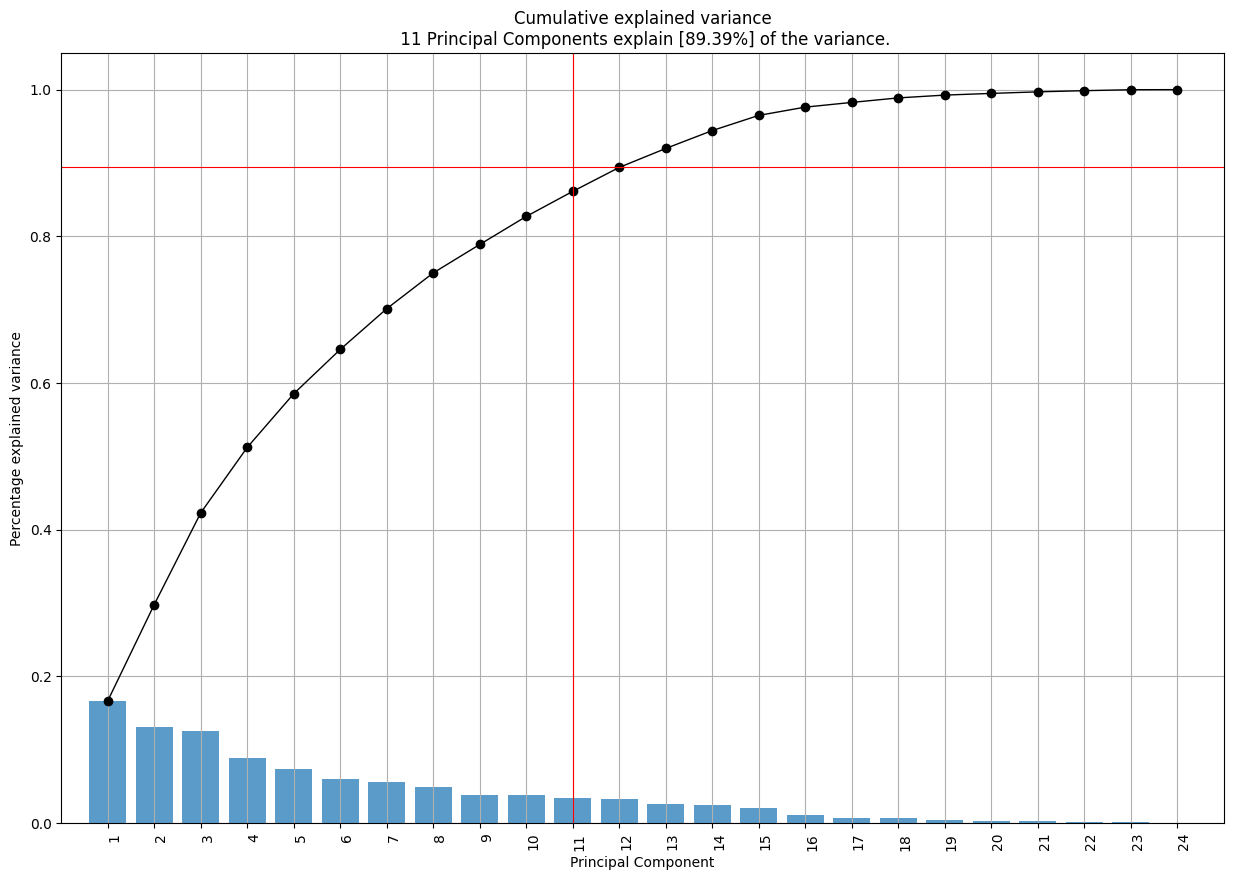 Cumulative explained variance
11 Principal Components explain [89.39%] of the variance.
Percentage explained variance
1.0
0.8
0.6
0.4
0.2
0.0
1 2 3 4 5 6 7 8 9 10 11 12 13 14 15 16 17 18 19 20 21 22 23 24
Principal Component